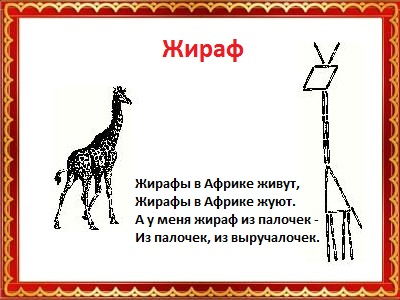 Жираф
Жирафы в Африке живут,
Жирафы в Африке жуют.
А у меня жираф из палочек -
Из палочек, из выручалочек.